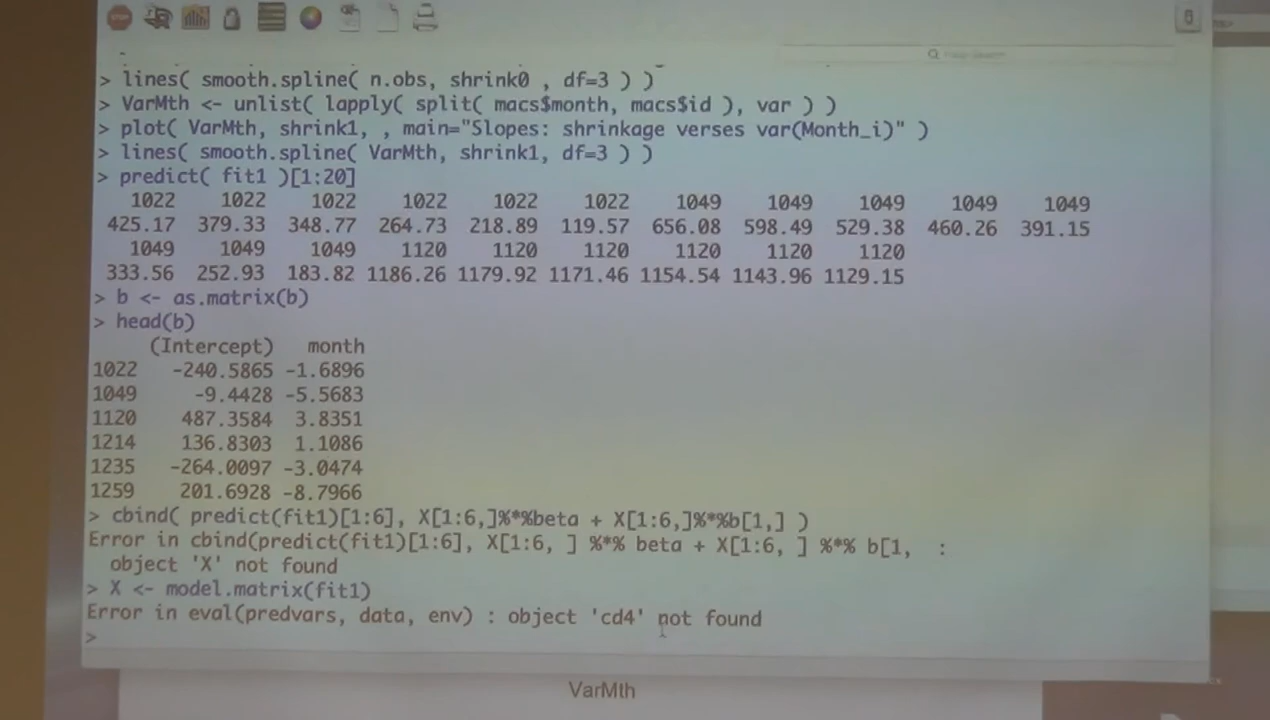 > lines( smooth.spline( n.obs, shrink0 , df=3 ) )
> VarMth <- unlist( lapply( split( macs$month, macs$id ), var ) )
> plot( VarMth, shrink1, , main="Slopes: shrinkage verses var(Month_i)" )
> lines( smooth.spline( VarMth, shrink1, df=3 ) )
> predict( fit1 )[1:20]
1022 1022 1022 1022 1022 1022 1049 1049 1049 1049 1049
425.17 379.33 348.77 264.73 218.89 119.57 656.08 598.49 529.38 460.26 391.15
1049 1049 1049 1120 1120 1120 1120 1120 1120
333.56 252.93 183.82 1186.26 1179.92 1171.46 1154.54 1143.96 1129.15
> b <- as.matrix(b)
> head(b)
(Intercept) month
1022 -240.5865 -1.6896
1049 -9.4428 -5.5683
1120 487.3584 3.8351
1214 136.8303 1.1086
1235 -264.0097 -3.0474
1259 201.6928 -8.7966
> cbind( predict(fit1)[1:6], X[1:6,]%*%beta + X[1:6,]%*%b[1,] )
Error in cbind(predict(fit1)[1:6], X[1:6, ] %*% beta + X[1:6, ] %*% b[1,  :
object 'X' not found
> X <- model.matrix(fit1)
Error in eval(predvars, data, env) : object 'cd4' not found
>
VarMth